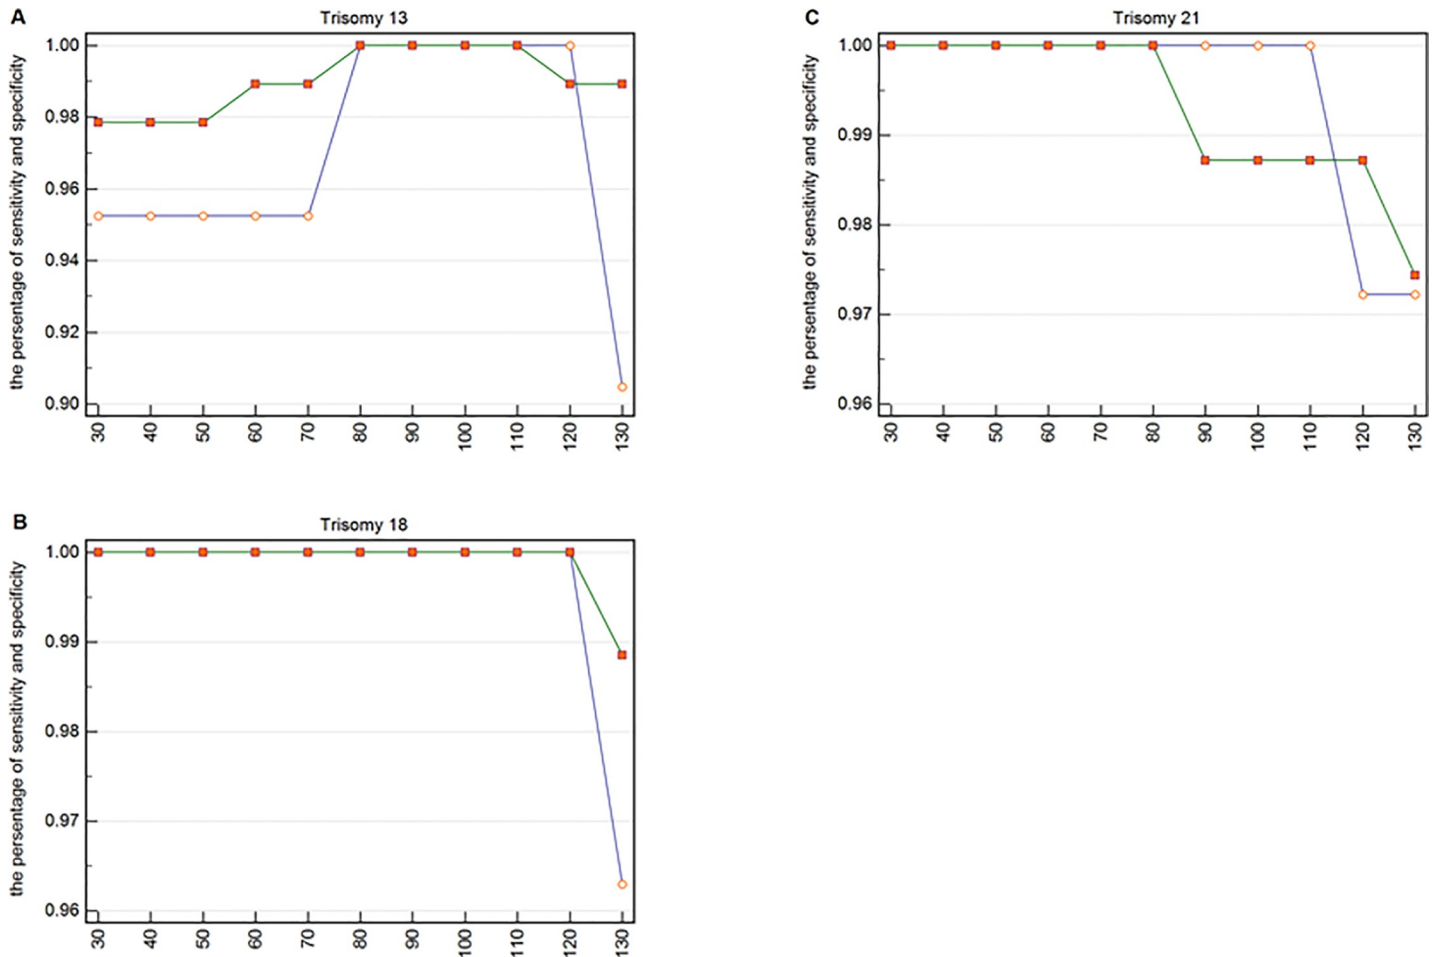 A
Trisomy 13
the persentage of sensitivity and specificity
1.00
0.98
0.96
0.94
0.92
0.90
30 40 50 60 70 80 90 100 110 120 130
C
Trisomy 21
the persentage of sensitivity and specificity
1.00
0.99
0.98
0.97
0.96
30 40 50 60 70 80 90 100 110 120 130
B
Trisomy 18
the persentage of sensitivity and specificity
1.00
0.99
0.98
0.97
0.96
30 40 50 60 70 80 90 100 110 120 130